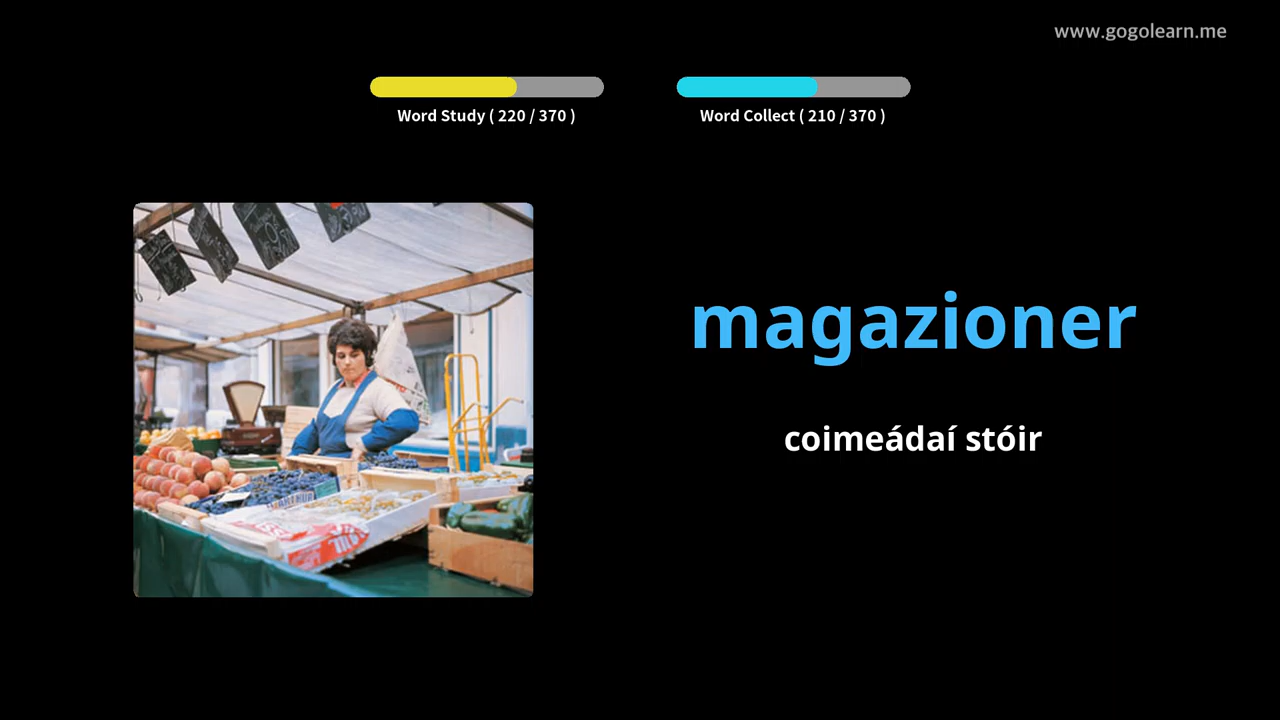 www.gogolearn.me
Word Study ( 220 / 370 )
Word Collect ( 210 / 370 )
magazioner
coimeádaí stóir